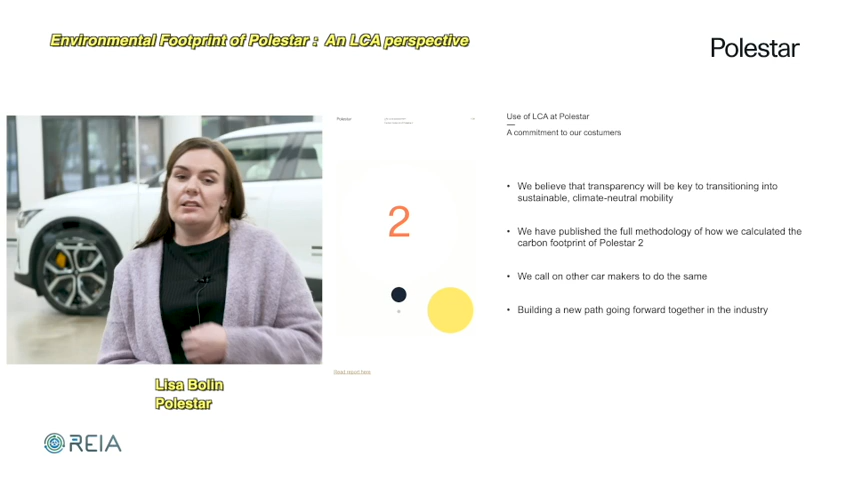 Environmental Footprint of Polestar : An LCA perspective
Polestar
Polestar
2
Read report here
Use of LCA at Polestar
A commitment to our costumers
• We believe that transparency will be key to transitioning into
sustainable, climate-neutral mobility
• We have published the full methodology of how we calculated the
carbon footprint of Polestar 2
• We call on other car makers to do the same
• Building a new path going forward together in the industry
Lisa Bolin
Polestar
REIA